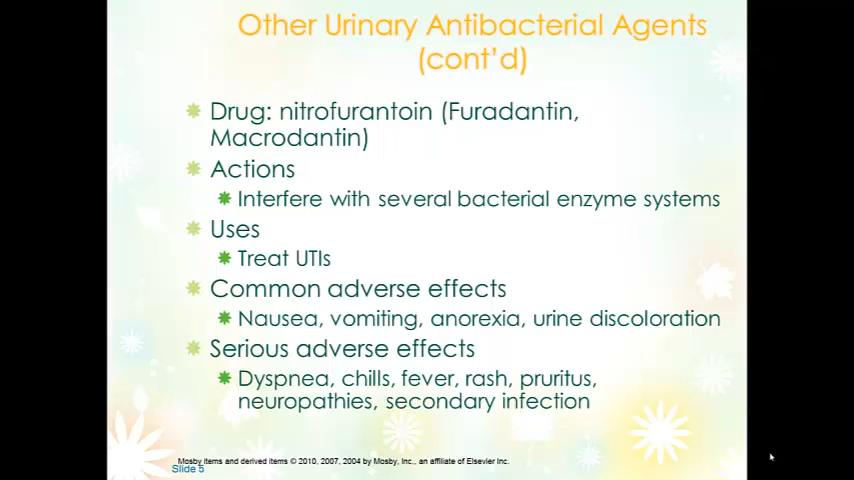 Other Urinary Antibacterial Agents
(cont’d)
Drug: nitrofurantoin (Furadantin,
Macrodantin)
Actions
Interfere with several bacterial enzyme systems
Uses
Treat UTIs
Common adverse effects
Nausea, vomiting, anorexia, urine discoloration
Serious adverse effects
Dyspnea, chills, fever, rash, pruritus,
neuropathies, secondary infection
Mosby items and derived items © 2010, 2007, 2004 by Mosby, Inc., an affiliate of Elsevier Inc.
Slide 5